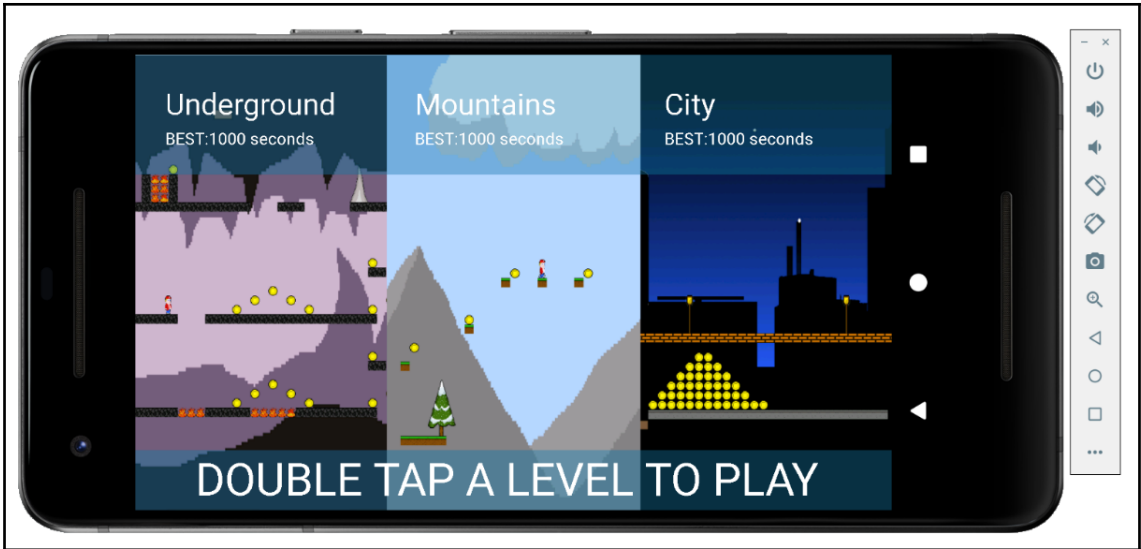 Underground
BEST:1000 seconds
Mountains
BEST:1000 seconds
City
BEST:1000 seconds
DOUBLE TAP A LEVEL TO PLAY